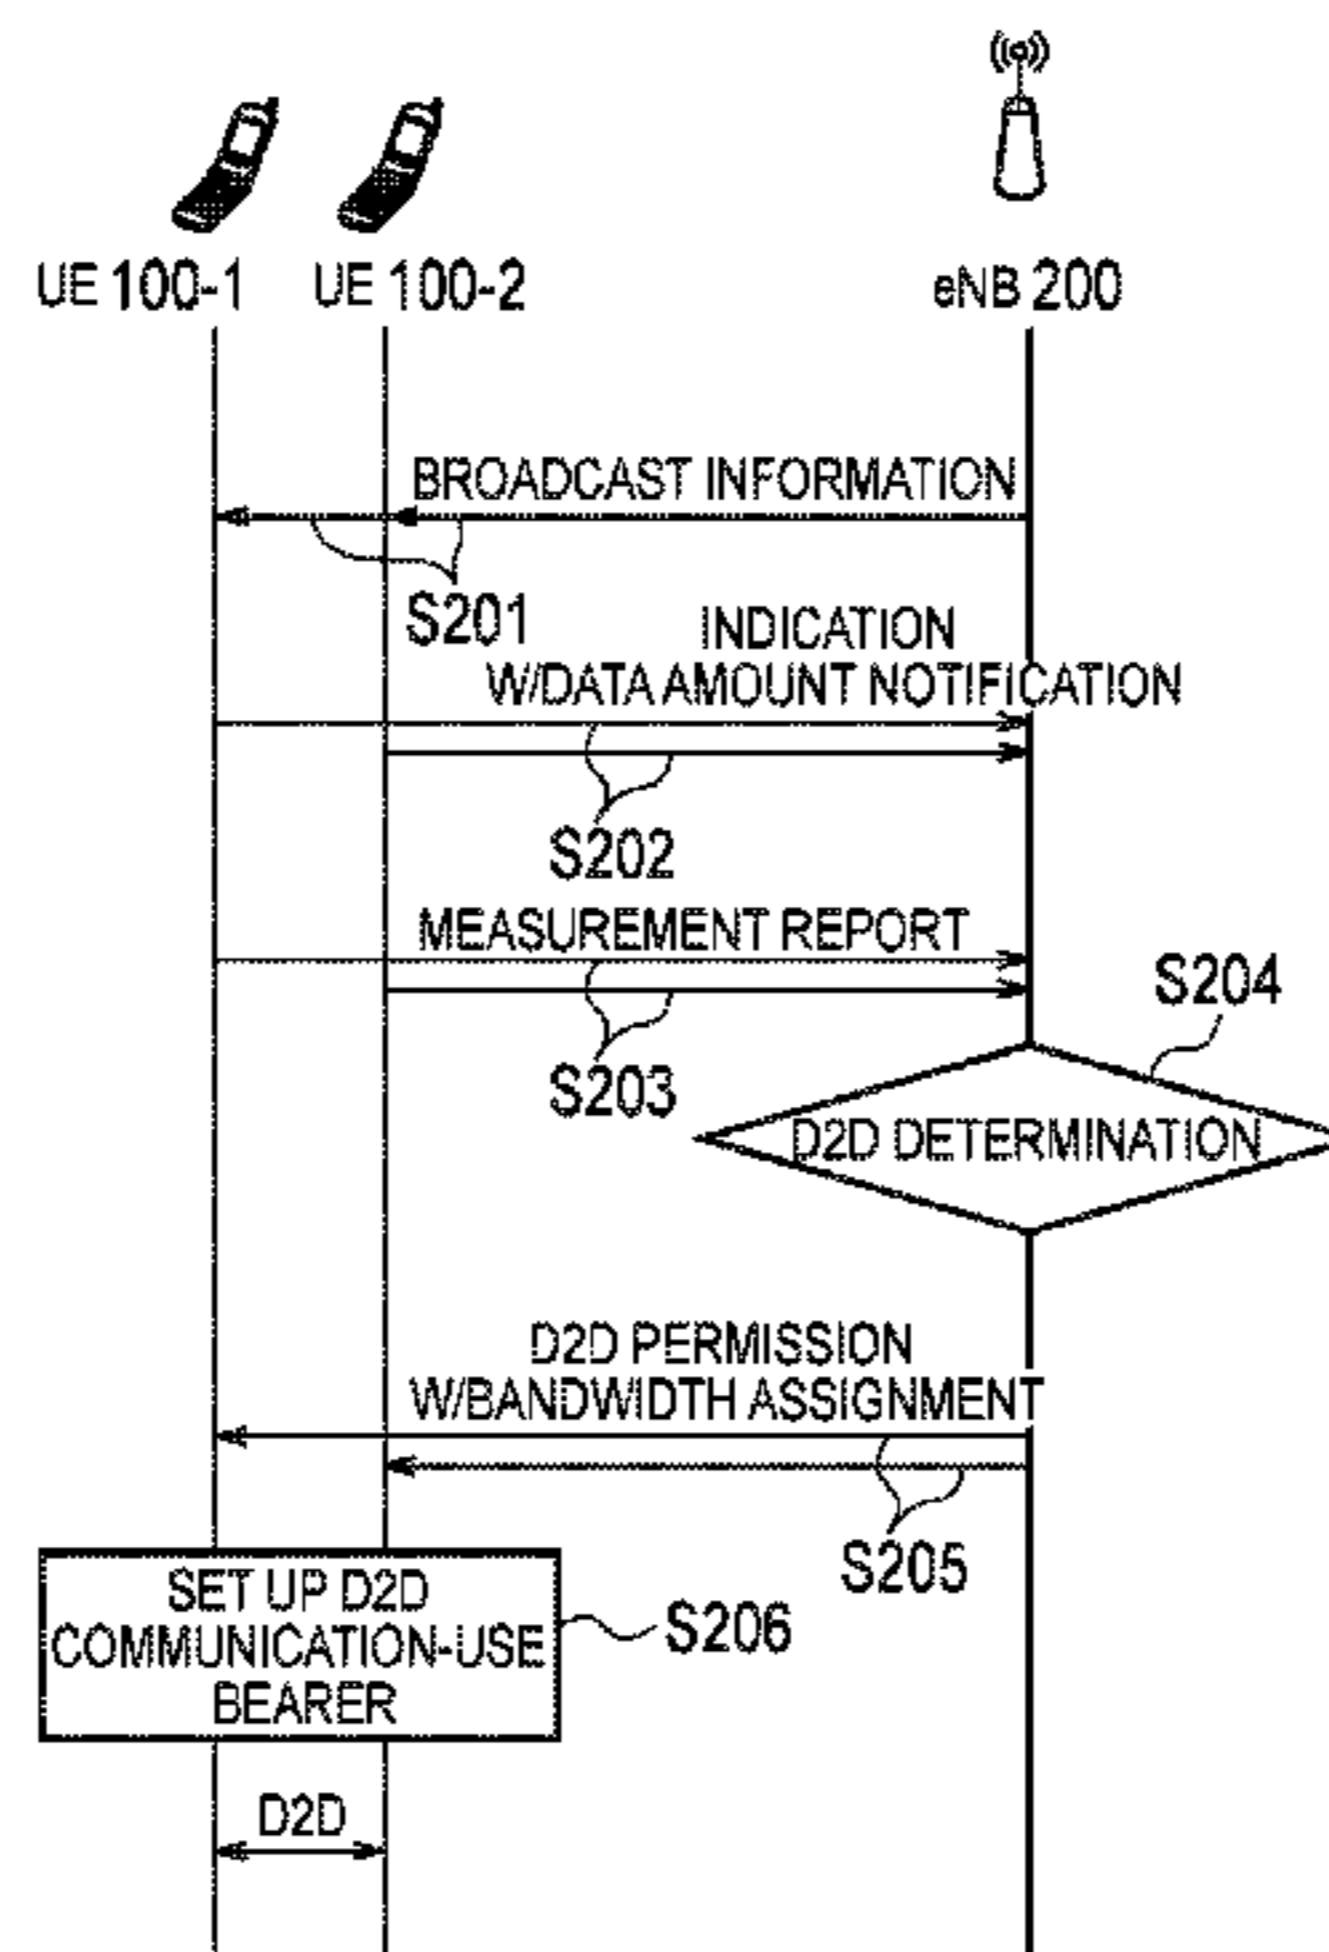 UE 100-1
UE 100-2
eNB 200
BROADCAST INFORMATION
S201
INDICATION
W/DATA AMOUNT NOTIFICATION
S202
MEASUREMENT REPORT
S203
S204
D2D DETERMINATION
D2D PERMISSION
W/BANDWIDTH ASSIGNMENT
S205
SET UP D2D
COMMUNICATION-USE
BEARER
S206
D2D